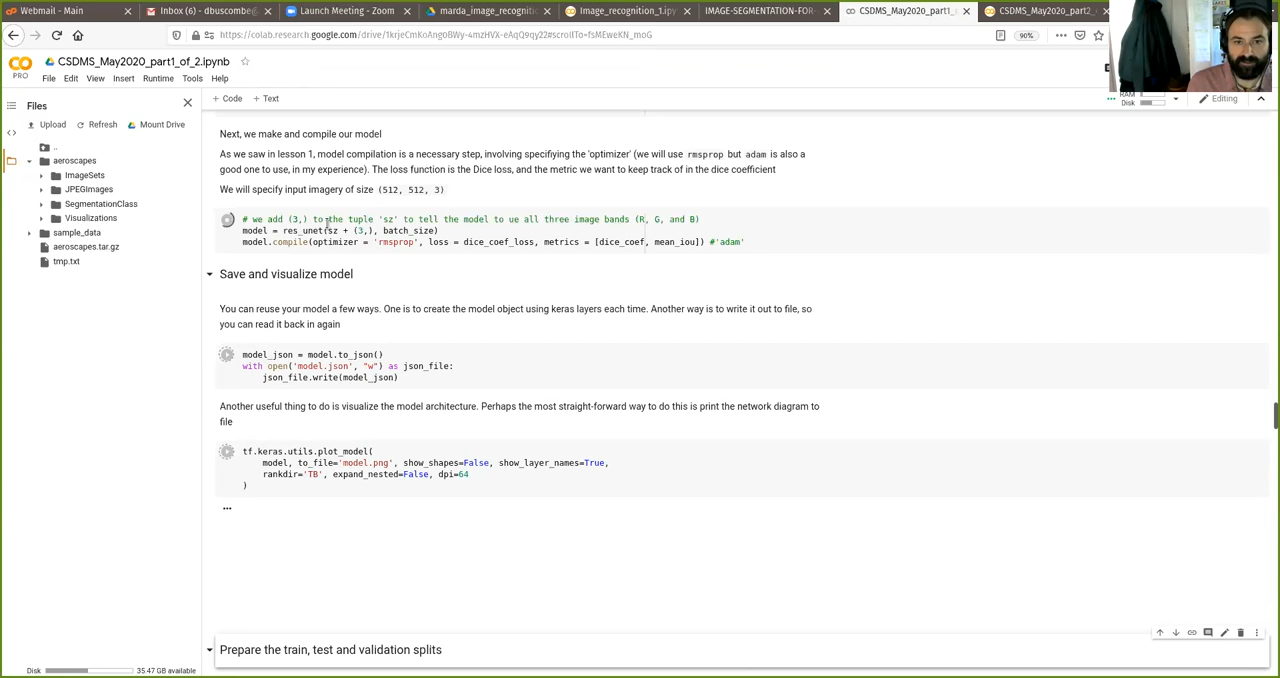 Webmail - Main
Inbox (5) - dbuscombe@
Launch Meeting - Zoom
marda_image_recogniti
Image_recognition_1.ipy
IMAGE-SEGMENTATION-FOR-
CSDMS_May2020_part1_
CSDMS_May2020_part2_
90%
PRO
CSDMS_May2020_part1_of_2.ipynb
File Edit View Insert Runtime Tools Help
Files
+ Code + Text
RAM
Disk
Editing
Upload Refresh Mount Drive
..
aeroscapes
ImageSets
JPEGImages
SegmentationClass
Visualizations
sample_data
aeroscapes.tar.gz
tmp.txt
Disk 35.47 GB available
Next, we make and compile our model
As we saw in lesson 1, model compilation is a necessary step, involving specifiying the 'optimizer' (we will use rmsprop but adam is also a
good one to use, in my experience). The loss function is the Dice loss, and the metric we want to keep track of in the dice coefficient
We will specify input imagery of size (512, 512, 3)
# we add (3,) to the tuple 'sz' to tell the model to ue all three image bands (R, G, and B)
model = res_unet(sz + (3,), batch_size)
model.compile(optimizer = 'rmsprop', loss = dice_coef_loss, metrics = [dice_coef, mean_iou]) #'adam'
Save and visualize model
You can reuse your model a few ways. One is to create the model object using keras layers each time. Another way is to write it out to file, so
you can read it back in again
model_json = model.to_json()
with open('model.json', "w") as json_file:
json_file.write(model_json)
Another useful thing to do is visualize the model architecture. Perhaps the most straight-forward way to do this is print the network diagram to
file
tf.keras.utils.plot_model(
model, to_file='model.png', show_shapes=False, show_layer_names=True,
rankdir='TB', expand_nested=False, dpi=64
)
...
Prepare the train, test and validation splits